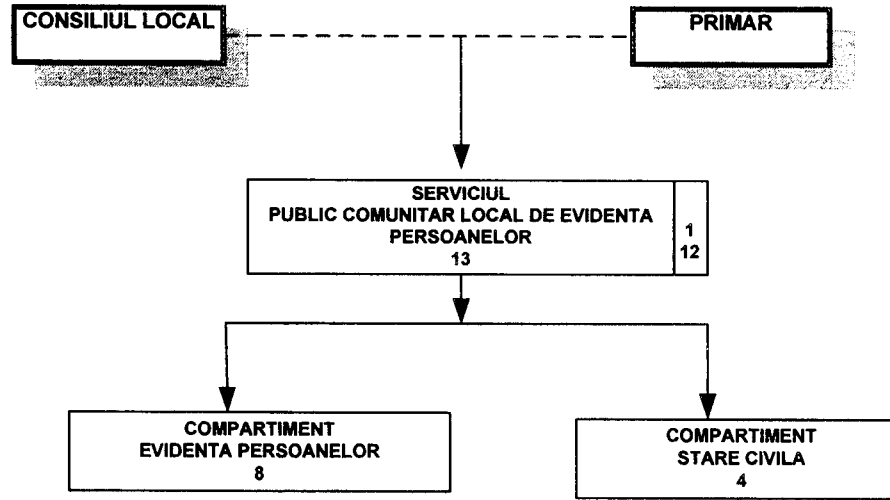 CONSILIUL LOCAL
PRIMAR
SERVICIUL
PUBLIC COMUNITAR LOCAL DE EVIDENTA
PERSOANELOR
13
1
12
COMPARTIMENT
EVIDENTA PERSOANELOR
8
COMPARTIMENT
STARE CIVILA
4